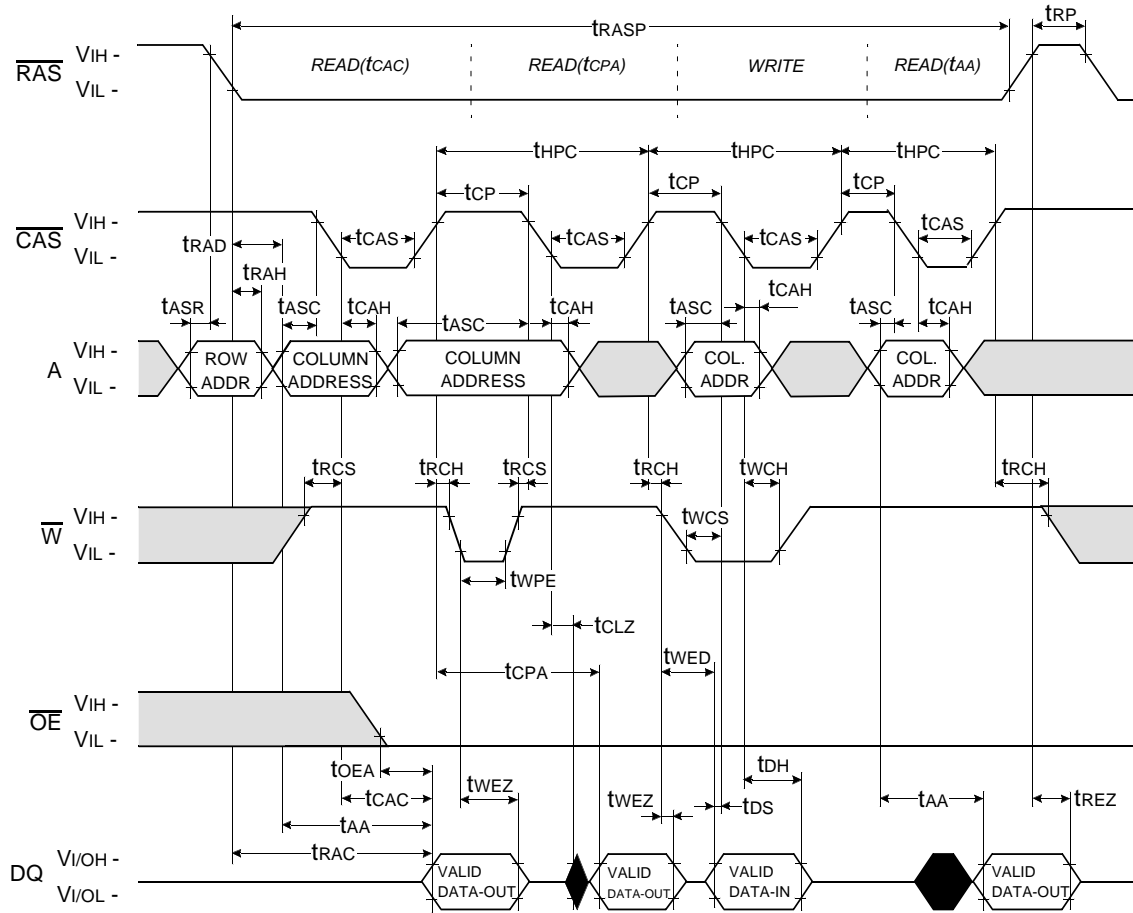 tRASP
tRP
RAS
VIH -
VIL -
READ(tCAC)
READ(tCPA)
WRITE
READ(tAA)
tHPC
tHPC
tHPC
tCP
tCP
tCP
CAS
VIH -
VIL -
tCAS
tCAS
tCAS
tCAS
tRAD
tRAH
tASR
tASC
tCAH
tASC
tCAH
tASC
tCAH
tASC
tCAH
A
VIH -
VIL -
ROW
ADDR
COLUMN
ADDRESS
COLUMN
ADDRESS
COL.
ADDR
COL.
ADDR
tRCS
tRCH
tRCS
tRCH
tWCH
tRCH
W
VIH -
VIL -
tWCS
tWPE
tCLZ
tCPA
tWED
OE
VIH -
VIL -
tOEA
tCAC
tAA
tRAC
tWEZ
tWEZ
tDH
tDS
tAA
tREZ
DQ
VI/OH -
VI/OL -
VALID
DATA-OUT
VALID
DATA-OUT
VALID
DATA-IN
VALID
DATA-OUT